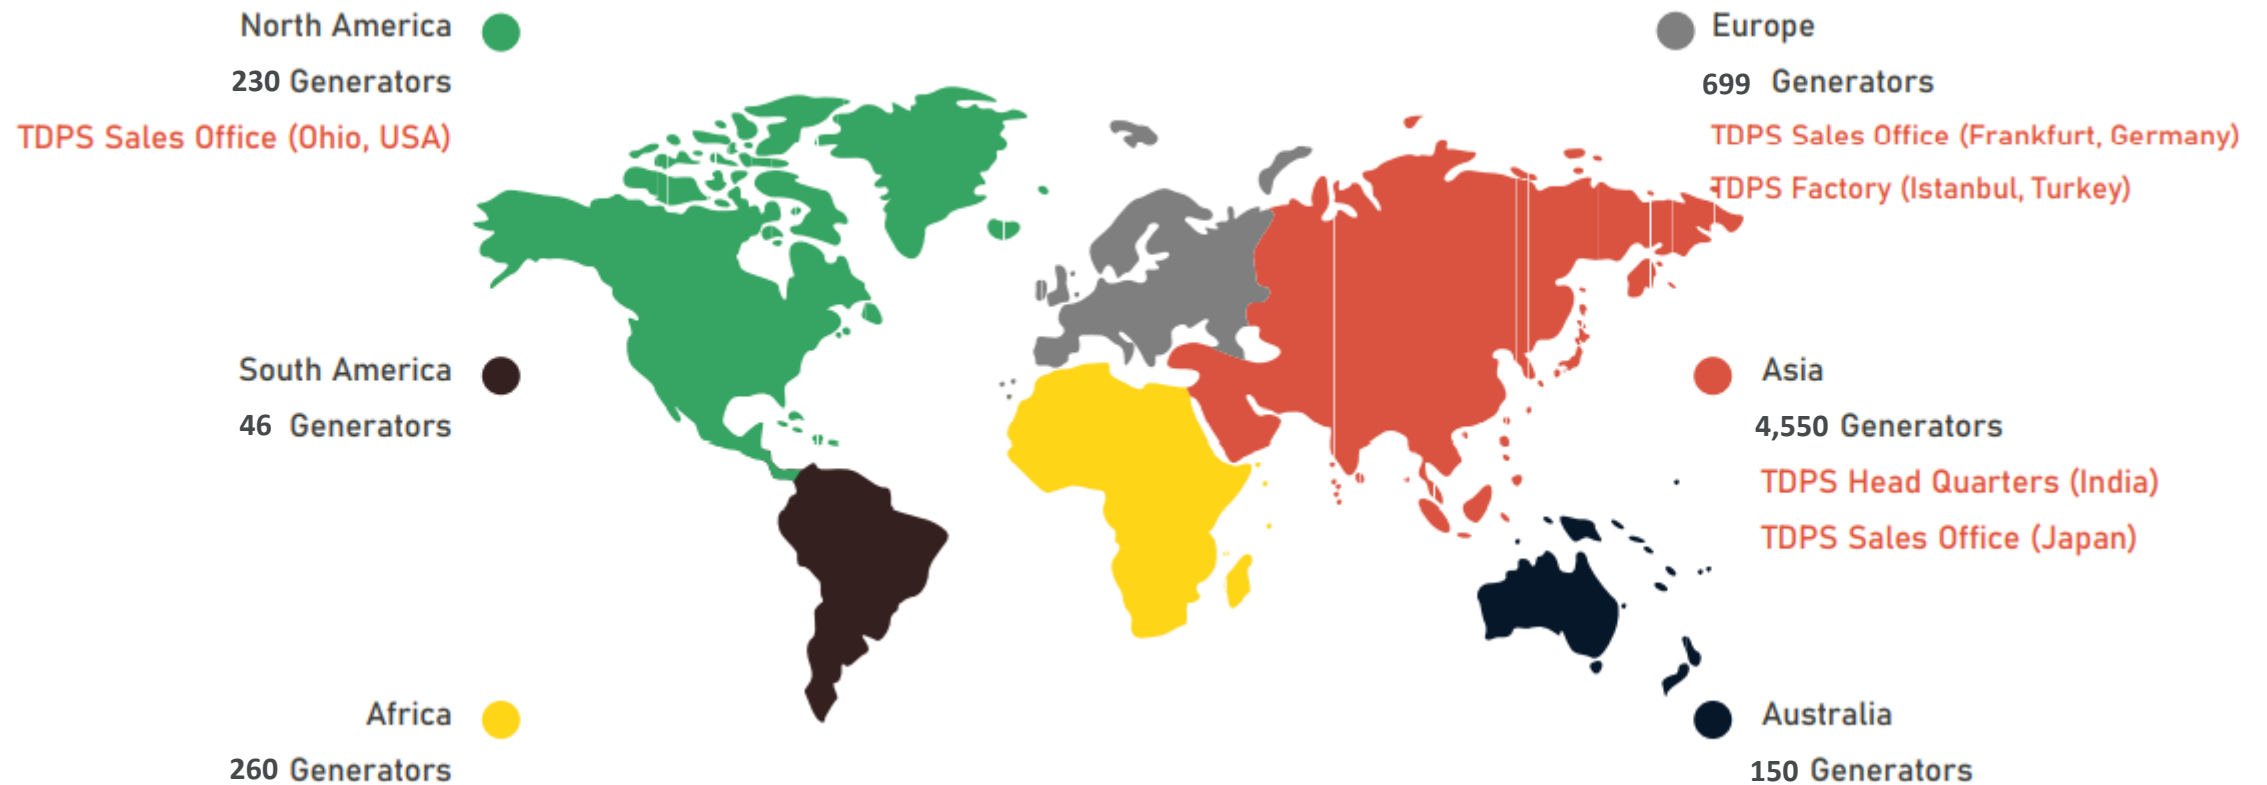 North America
230 Generators
TDPS Sales Office (Ohio, USA)
Europe
699 Generators
TDPS Sales Office (Frankfurt, Germany)
TDPS Factory (Istanbul, Turkey)
South America
46 Generators
Asia
4,550 Generators
TDPS Head Quarters (India)
TDPS Sales Office (Japan)
Africa
260 Generators
Australia
150 Generators